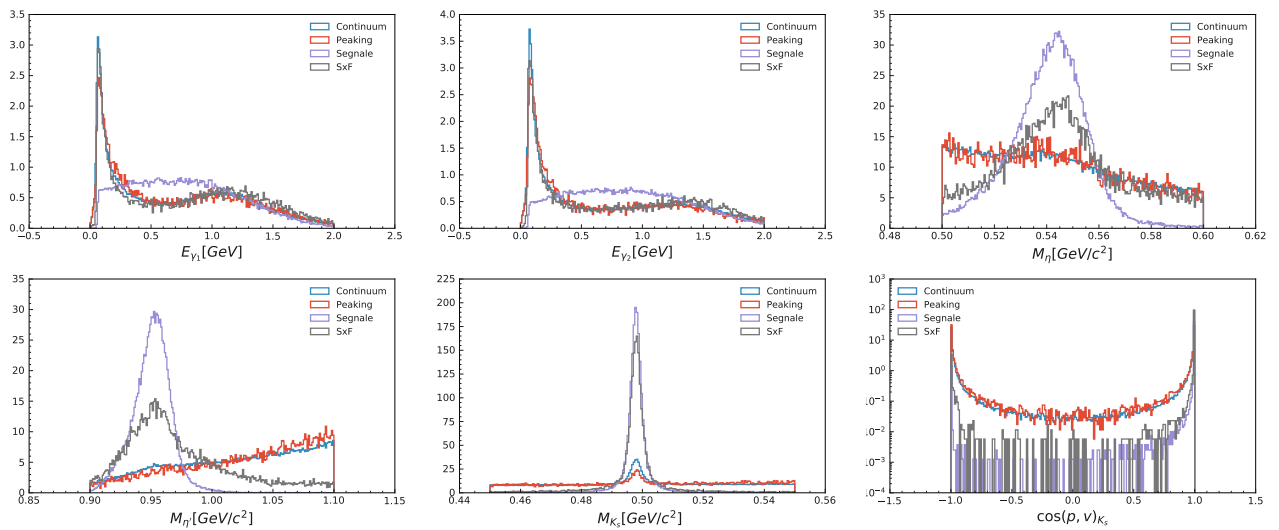 3.5
3.0
2.5
2.0
1.5
1.0
0.5
0.0
−0.5 0.0 0.5 1.0 1.5 2.0 2.5
E_{γ_1}[GeV]
Continuum
Peaking
Segnale
SxF
4.0
3.5
3.0
2.5
2.0
1.5
1.0
0.5
0.0
−0.5 0.0 0.5 1.0 1.5 2.0 2.5
E_{γ_2}[GeV]
Continuum
Peaking
Segnale
SxF
35
30
25
20
15
10
5
0
0.48 0.50 0.52 0.54 0.56 0.58 0.60 0.62
M_η[GeV/c²]
Continuum
Peaking
Segnale
SxF
35
30
25
20
15
10
5
0
0.85 0.90 0.95 1.00 1.05 1.10 1.15
M_{η'}[GeV/c²]
Continuum
Peaking
Segnale
SxF
225
200
175
150
125
100
75
50
25
0
0.44 0.46 0.48 0.50 0.52 0.54 0.56
M_{K_s}[GeV/c²]
Continuum
Peaking
Segnale
SxF
10³
10²
10¹
10⁰
10⁻¹
10⁻²
10⁻³
10⁻⁴
−1.5 −1.0 −0.5 0.0 0.5 1.0 1.5
cos(p, v)_{K_s}
Continuum
Peaking
Segnale
SxF